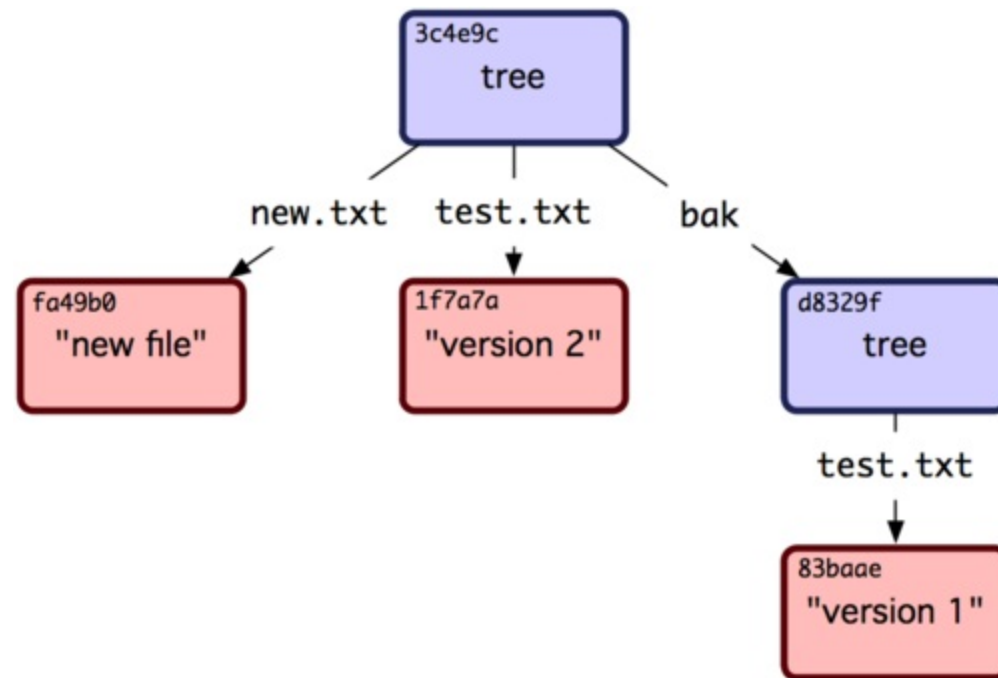 3c4e9c
tree
new.txt
test.txt
bak
fa49b0
"new file"
1f7a7a
"version 2"
d8329f
tree
test.txt
83baae
"version 1"